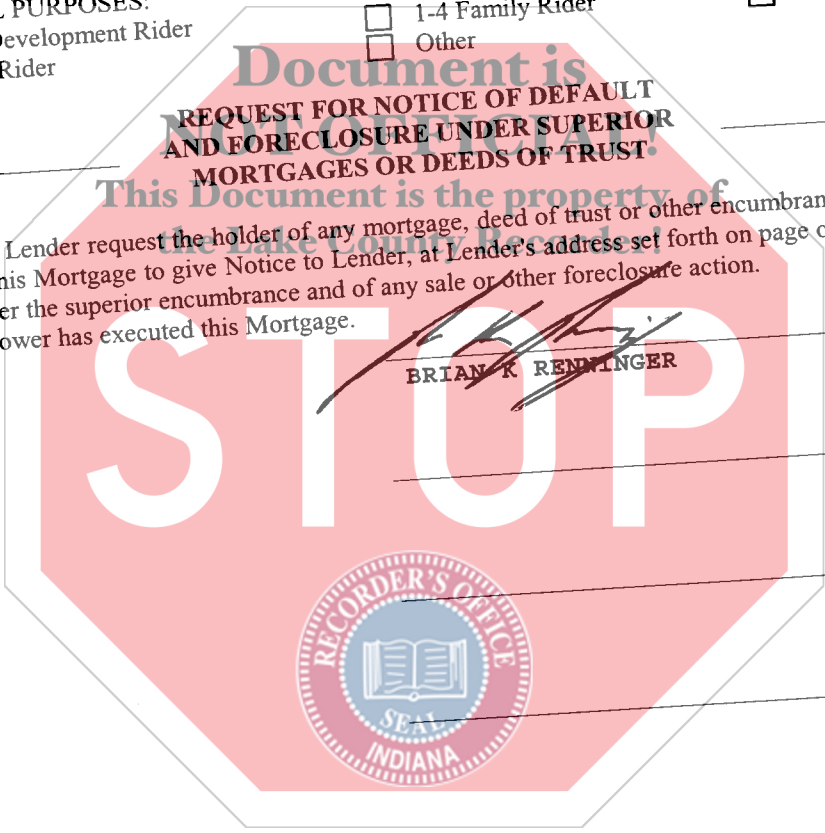 L PURPOSES:
Development Rider
Rider
1-4 Family Rider
Other
Document is
NOT OFFICIAL!
This Document is the property of
the Lake County Recorder!
REQUEST FOR NOTICE OF DEFAULT
AND FORECLOSURE UNDER SUPERIOR
MORTGAGES OR DEEDS OF TRUST
Lender request the holder of any mortgage, deed of trust or other encumbran
his Mortgage to give Notice to Lender, at Lender's address set forth on page o
er the superior encumbrance and of any sale or other foreclosure action.
ower has executed this Mortgage.
BRIAN K RENNINGER
STOP
RECORDER'S OFFICE
SEAL
INDIANA